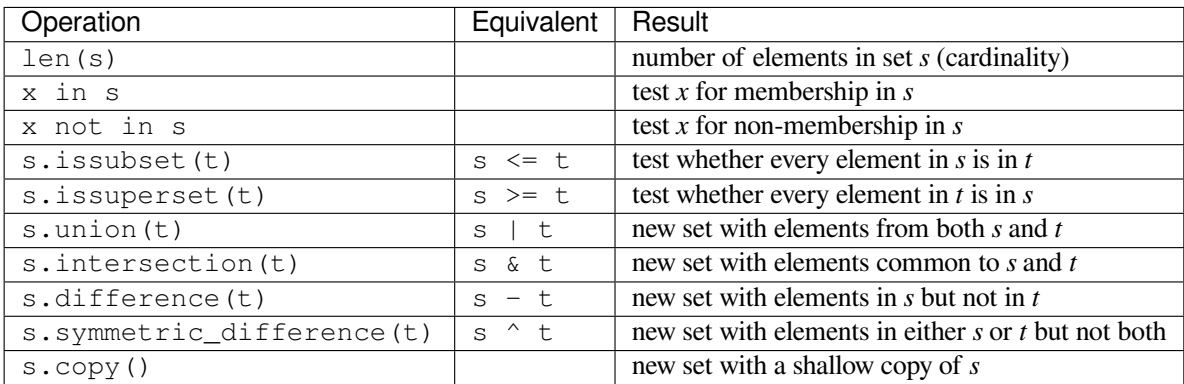 Operation Equivalent Result
len(s) number of elements in set s (cardinality)
x in s test x for membership in s
x not in s test x for non-membership in s
s.issubset(t) s <= t test whether every element in s is in t
s.issuperset(t) s >= t test whether every element in t is in s
s.union(t) s | t new set with elements from both s and t
s.intersection(t) s & t new set with elements common to s and t
s.difference(t) s - t new set with elements in s but not in t
s.symmetric_difference(t) s ^ t new set with elements in either s or t but not both
s.copy() new set with a shallow copy of s